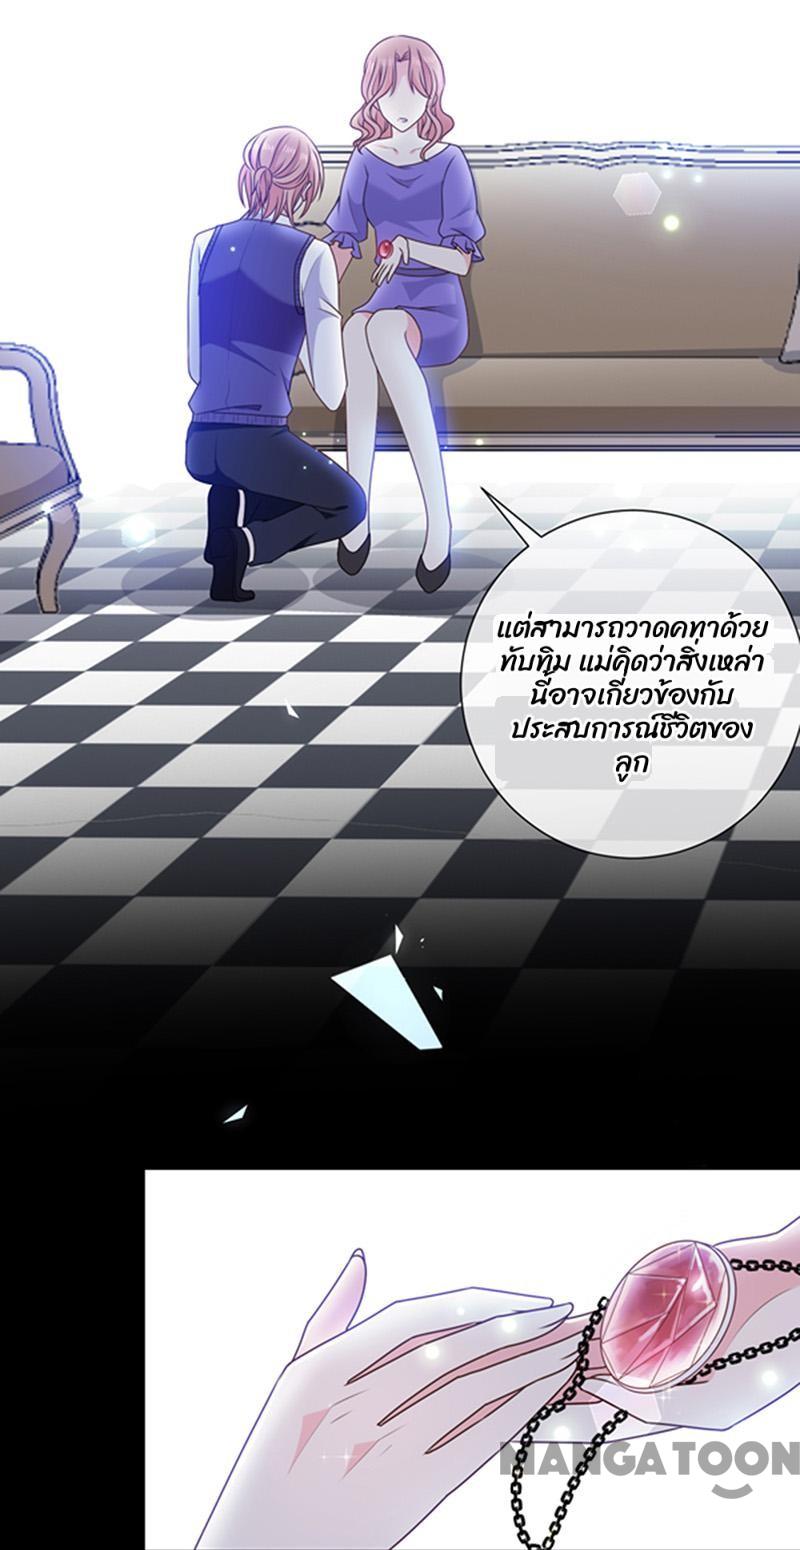 แต่สามารถวาดคทาด้วย
ทับทิม แม่คิดว่าสิ่งเหล่า
นี้อาจเกี่ยวข้องกับ
ประสบการณ์ชีวิตของ
ลูก
MANGATOON